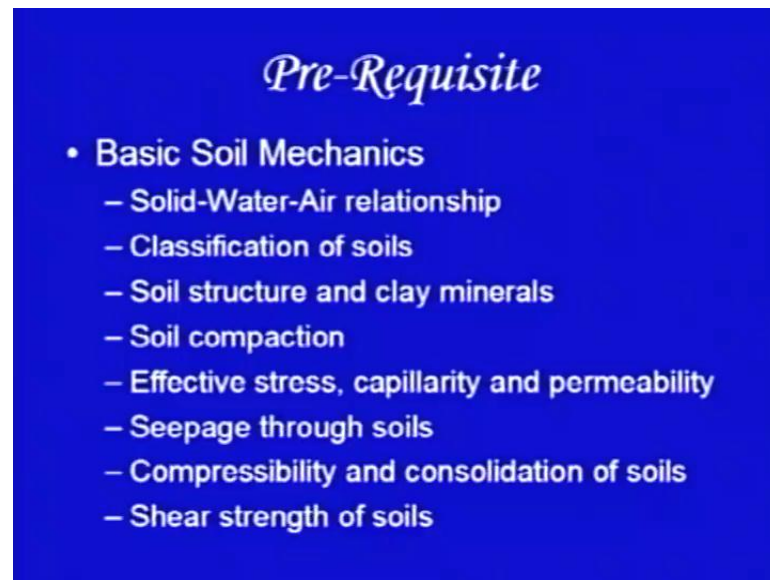 Pre-Requisite
• Basic Soil Mechanics
– Solid-Water-Air relationship
– Classification of soils
– Soil structure and clay minerals
– Soil compaction
– Effective stress, capillarity and permeability
– Seepage through soils
– Compressibility and consolidation of soils
– Shear strength of soils